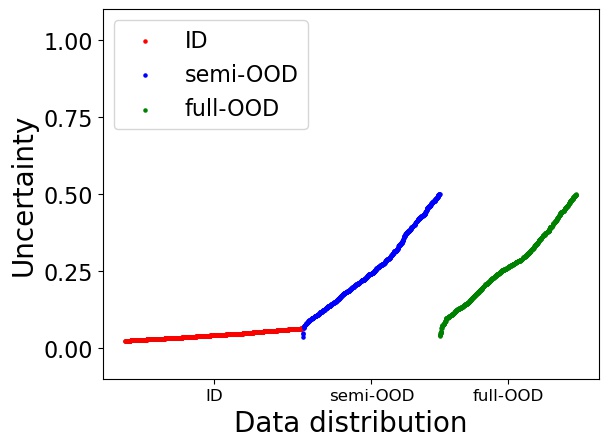 1.00
0.75
0.50
0.25
0.00
Uncertainty
ID
semi-OOD
full-OOD
ID
semi-OOD
full-OOD
Data distribution